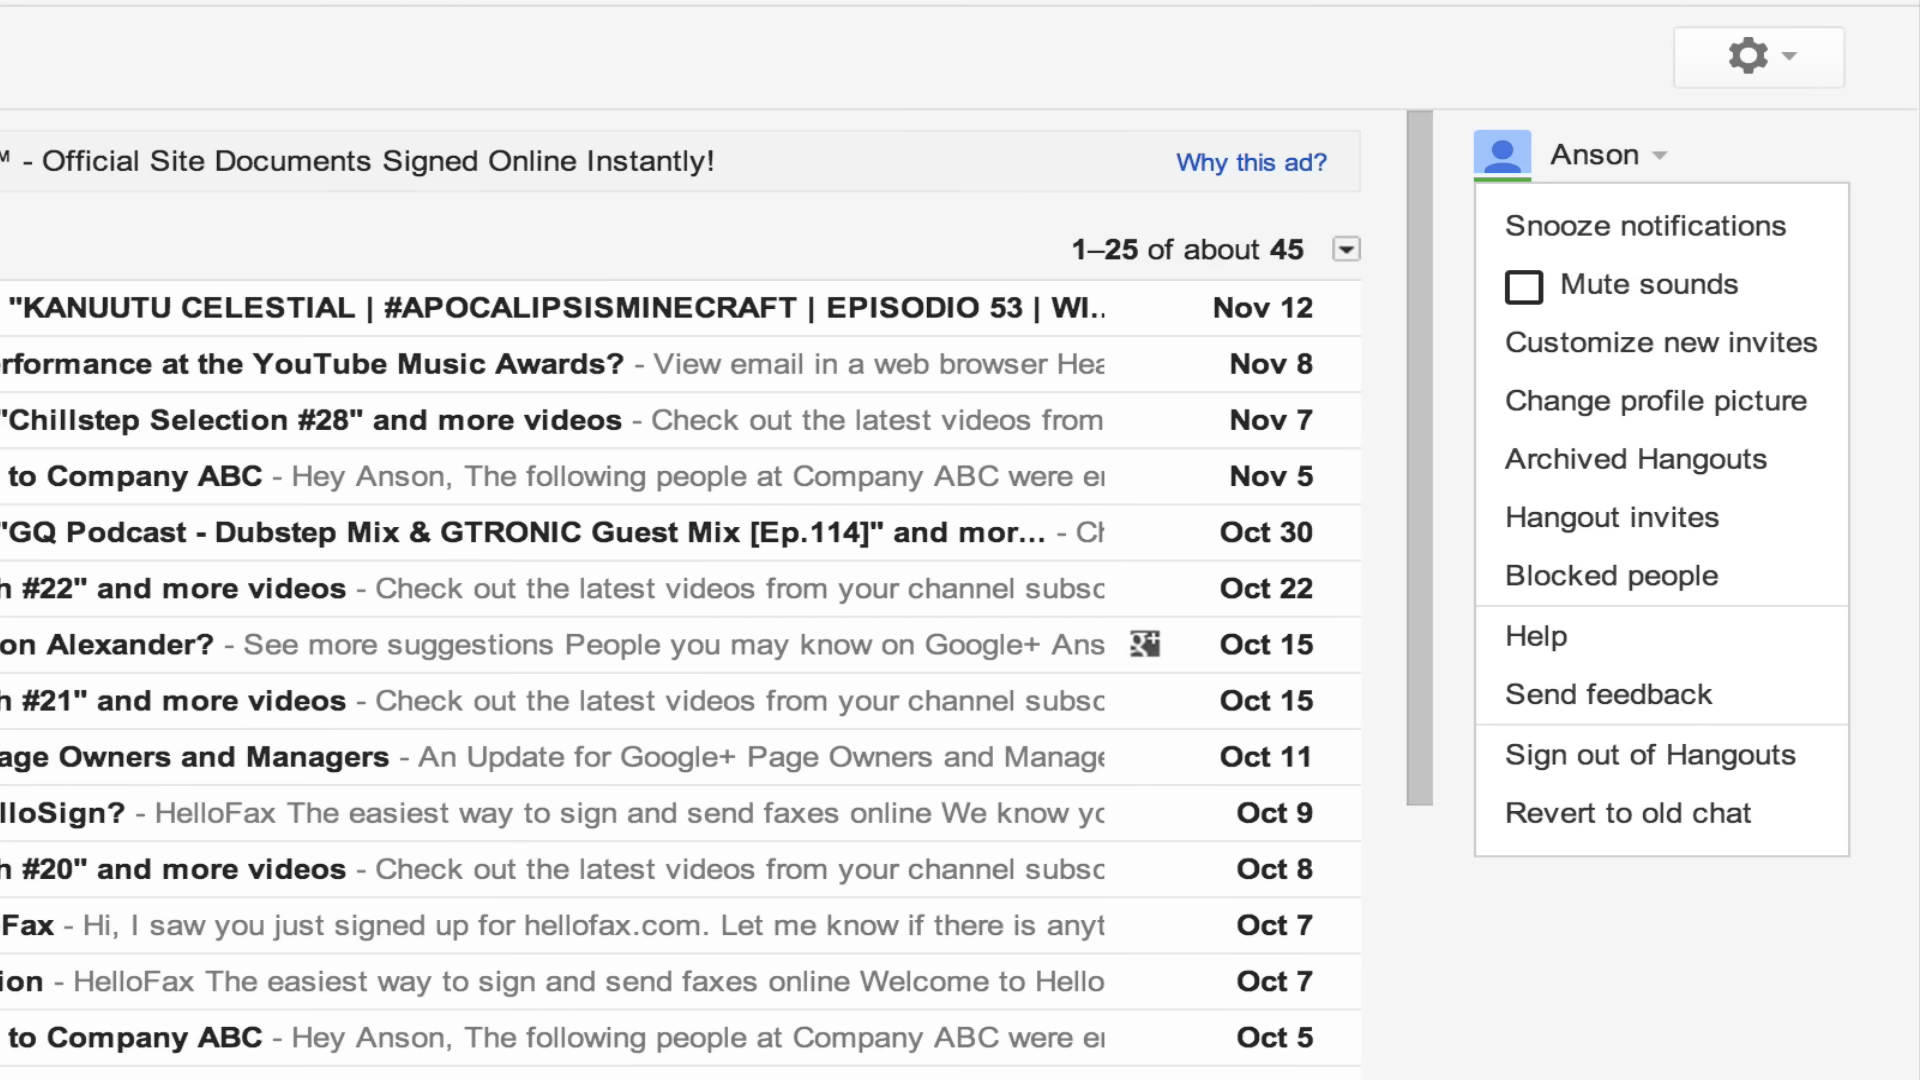 - Official Site Documents Signed Online Instantly! Why this ad?
Anson
1–25 of about 45
"KANUUTU CELESTIAL | #APOCALIPSISMINECRAFT | EPISODIO 53 | WI.. Nov 12
at the YouTube Music Awards? - View email in a web browser Nov 8
"Chillstep Selection #28" and more videos - Check out the latest videos from Nov 7
to Company ABC - Hey Anson, The following people at Company ABC were Nov 5
"GQ Podcast - Dubstep Mix & GTRONIC Guest Mix [Ep.114]" and mor... - Oct 30
#22" and more videos - Check out the latest videos from your channel Oct 22
Alexander? - See more suggestions People you may know on Google+ Ans Oct 15
#21" and more videos - Check out the latest videos from your channel Oct 15
Owners and Managers - An Update for Google+ Page Owners and Oct 11
- HelloFax The easiest way to sign and send faxes online We know Oct 9
#20" and more videos - Check out the latest videos from your channel Oct 8
Fax - Hi, I saw you just signed up for hellofax.com. Let me know if there is Oct 7
- HelloFax The easiest way to sign and send faxes online Welcome to Hello Oct 7
to Company ABC - Hey Anson, The following people at Company ABC were Oct 5
Snooze notifications
Mute sounds
Customize new invites
Change profile picture
Archived Hangouts
Hangout invites
Blocked people
Help
Send feedback
Sign out of Hangouts
Revert to old chat